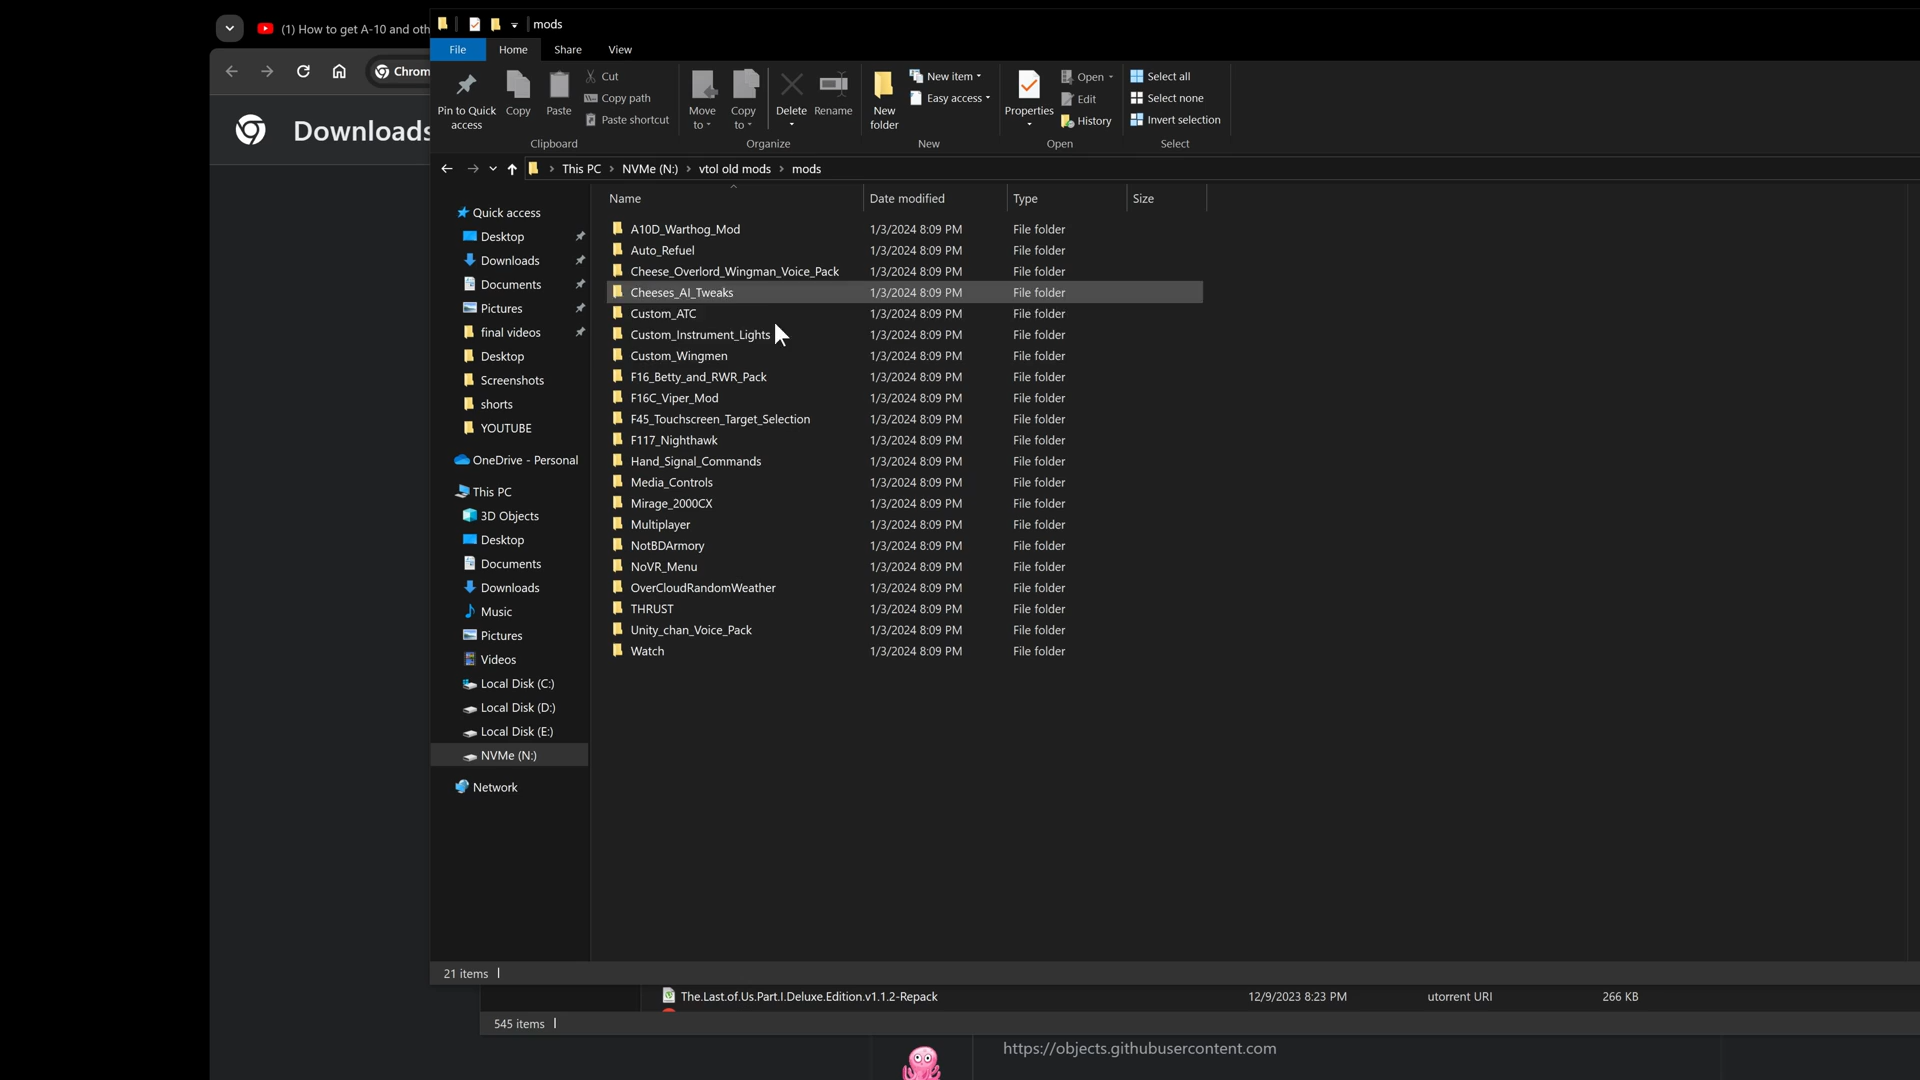 (1) How to get A-10 and oth
mods
File Home Share View
Chrom
Pin to Quick access
Copy
Paste
Cut
Copy path
Paste shortcut
Clipboard
Move to
Copy to
Delete
Rename
Organize
New folder
New item
Easy access
New
Properties
Open
Edit
History
Open
Select all
Select none
Invert selection
Select
Downloads
This PC > NVMe (N:) > vtol old mods > mods
Name Date modified Type Size
Quick access
Desktop
Downloads
Documents
Pictures
final videos
Desktop
Screenshots
shorts
YOUTUBE
OneDrive - Personal
This PC
3D Objects
Desktop
Documents
Downloads
Music
Pictures
Videos
Local Disk (C:)
Local Disk (D:)
Local Disk (E:)
NVMe (N:)
Network
A10D_Warthog_Mod 1/3/2024 8:09 PM File folder
Auto_Refuel 1/3/2024 8:09 PM File folder
Cheese_Overlord_Wingman_Voice_Pack 1/3/2024 8:09 PM File folder
Cheeses_AI_Tweaks 1/3/2024 8:09 PM File folder
Custom_ATC 1/3/2024 8:09 PM File folder
Custom_Instrument_Lights 1/3/2024 8:09 PM File folder
Custom_Wingmen 1/3/2024 8:09 PM File folder
F16_Betty_and_RWR_Pack 1/3/2024 8:09 PM File folder
F16C_Viper_Mod 1/3/2024 8:09 PM File folder
F45_Touchscreen_Target_Selection 1/3/2024 8:09 PM File folder
F117_Nighthawk 1/3/2024 8:09 PM File folder
Hand_Signal_Commands 1/3/2024 8:09 PM File folder
Media_Controls 1/3/2024 8:09 PM File folder
Mirage_2000CX 1/3/2024 8:09 PM File folder
Multiplayer 1/3/2024 8:09 PM File folder
NotBDArmory 1/3/2024 8:09 PM File folder
NoVR_Menu 1/3/2024 8:09 PM File folder
OverCloudRandomWeather 1/3/2024 8:09 PM File folder
THRUST 1/3/2024 8:09 PM File folder
Unity_chan_Voice_Pack 1/3/2024 8:09 PM File folder
Watch 1/3/2024 8:09 PM File folder
21 items
The.Last.of.Us.Part.I.Deluxe.Edition.v1.1.2-Repack 12/9/2023 8:23 PM utorrent URI 266 KB
545 items
https://objects.githubusercontent.com